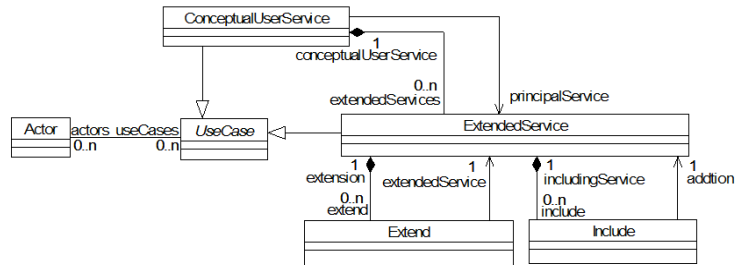 ConceptualUserService
1
conceptualUserService
0..n
extendedServices
principalService
Actor
actors
useCases
0..n
0..n
UseCase
ExtendedService
1
extension
0..n
extend
1
extendedService
1
includingService
0..n
include
1
addtion
Extend
Include